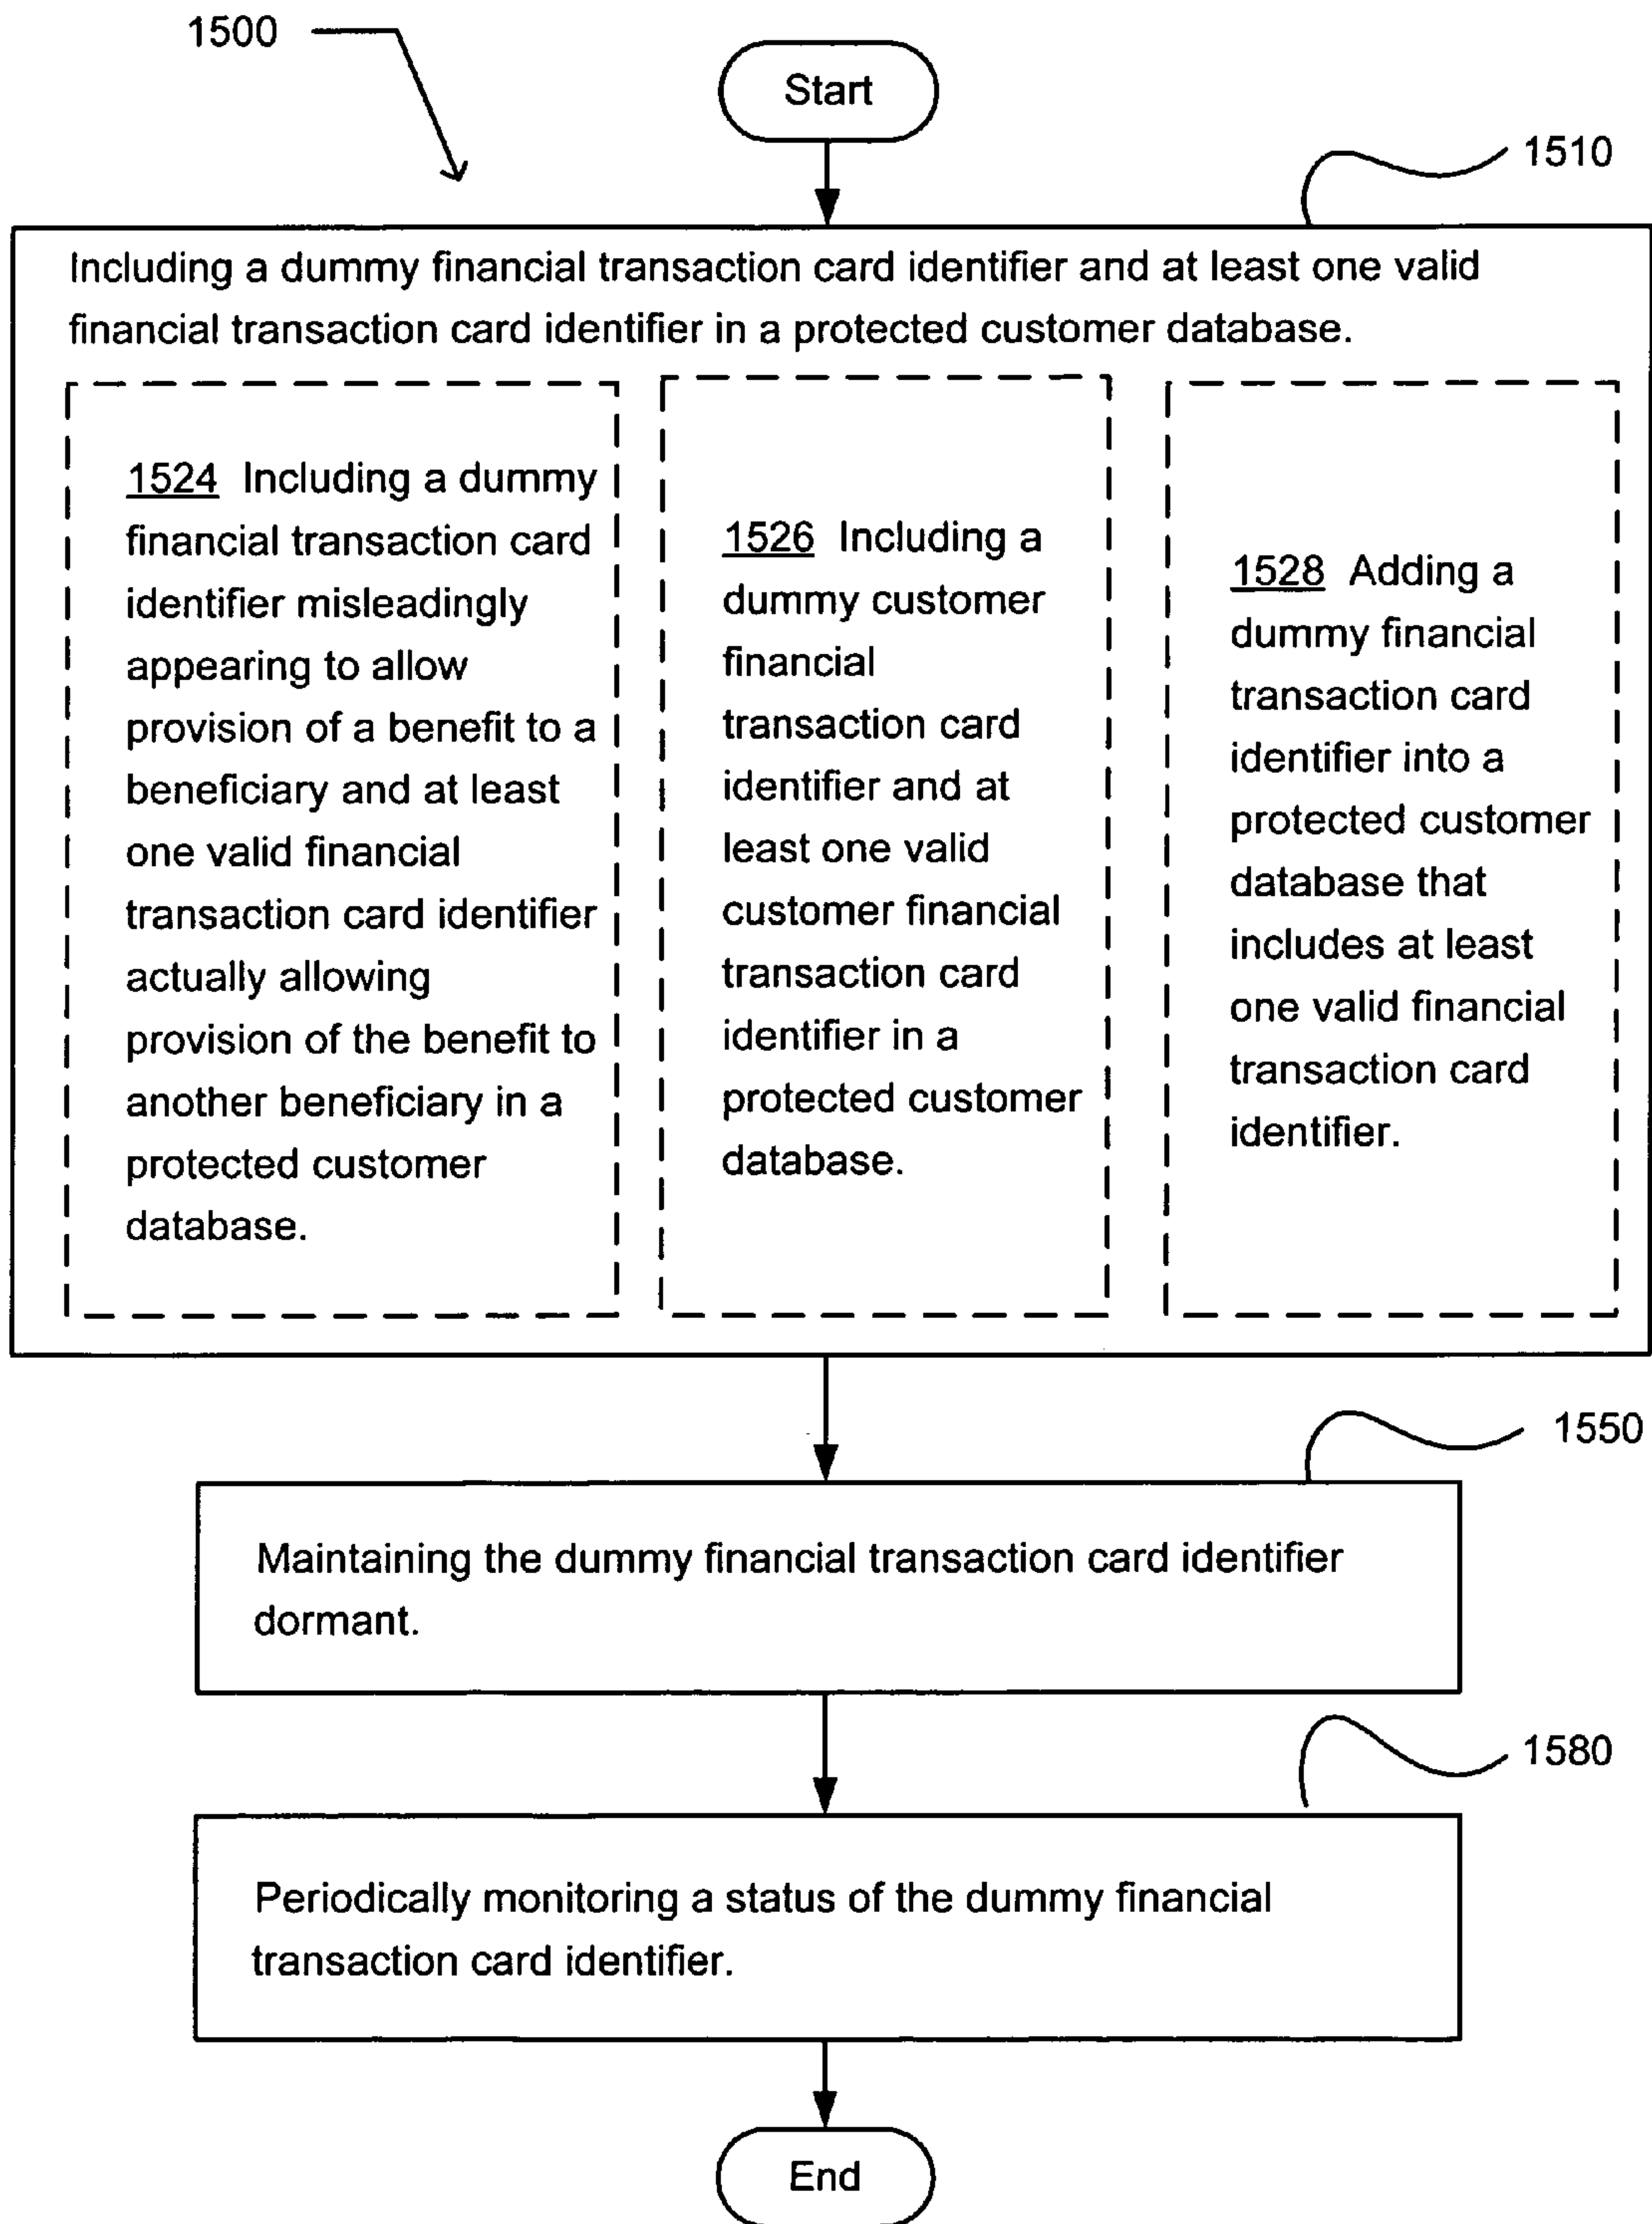 1500
Start
1510
Including a dummy financial transaction card identifier and at least one valid
financial transaction card identifier in a protected customer database.
1524 Including a dummy
financial transaction card
identifier misleadingly
appearing to allow
provision of a benefit to a
beneficiary and at least
one valid financial
transaction card identifier
actually allowing
provision of the benefit to
another beneficiary in a
protected customer
database.
1526 Including a
dummy customer
financial
transaction card
identifier and at
least one valid
customer financial
transaction card
identifier in a
protected customer
database.
1528 Adding a
dummy financial
transaction card
identifier into a
protected customer
database that
includes at least
one valid financial
transaction card
identifier.
1550
Maintaining the dummy financial transaction card identifier
dormant.
1580
Periodically monitoring a status of the dummy financial
transaction card identifier.
End